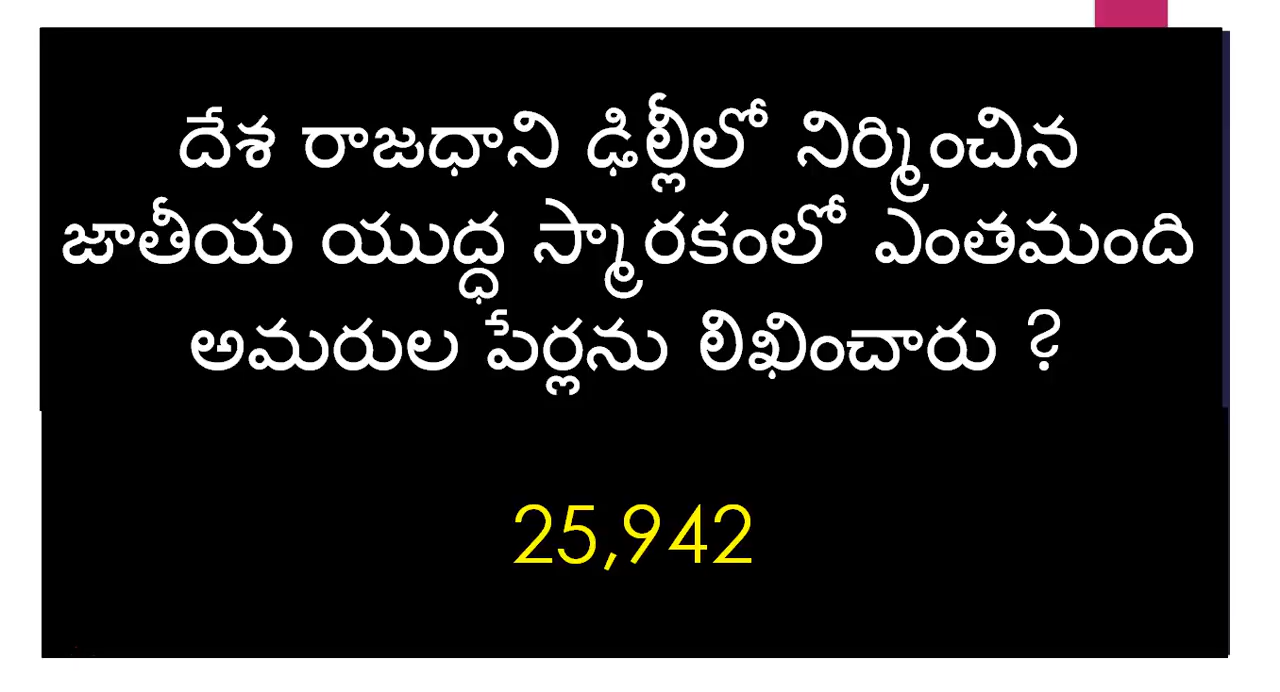 దేశ రాజధాని ఢిల్లీలో నిర్మించిన
జాతీయ యుద్ధ స్మారకంలో ఎంతమంది
అమరుల పేర్లను లిఖించారు ?
25,942